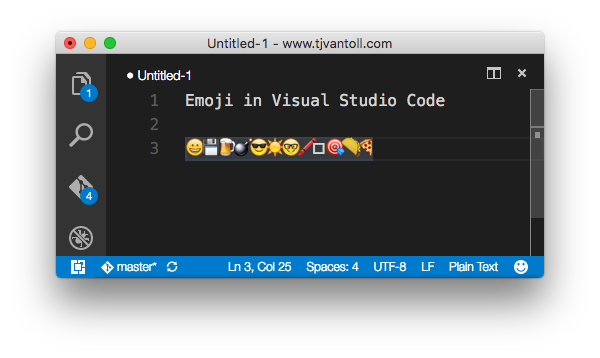 Untitled-1 - www.tjvantoll.com
● Untitled-1
1
1 Emoji in Visual Studio Code
2
3 😀💾🍺💣😎☀️🤓🖍◻🎯🌮🍕
4
master*
Ln 3, Col 25
Spaces: 4
UTF-8
LF
Plain Text